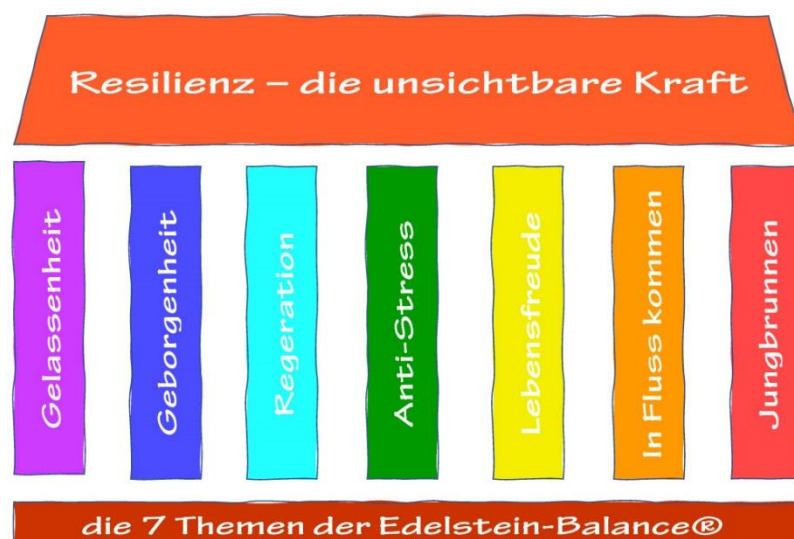 Resilienz – die unsichtbare Kraft
Gelassenheit
Geborgenheit
Regeration
Anti-Stress
Lebensfreude
In Fluss kommen
Jungbrunnen
die 7 Themen der Edelstein-Balance®